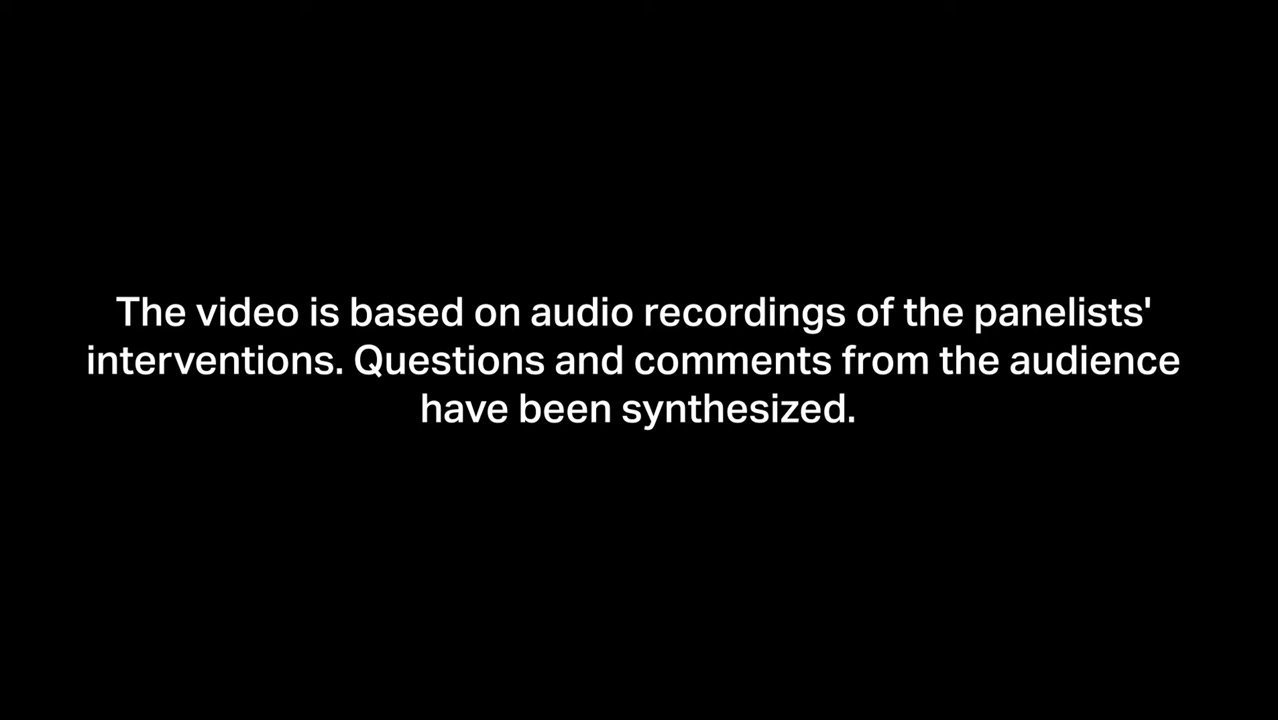 The video is based on audio recordings of the panelists'
interventions. Questions and comments from the audience
have been synthesized.